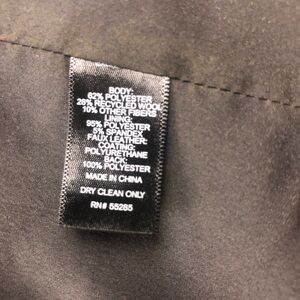 BODY:
62% POLYESTER
28% RECYCLED WOOL
10% OTHER FIBERS
LINING:
95% POLYESTER
5% SPANDEX
FAUX LEATHER:
COATING:
POLYURETHANE
BACK:
100% POLYESTER
MADE IN CHINA
DRY CLEAN ONLY
RN# 55285